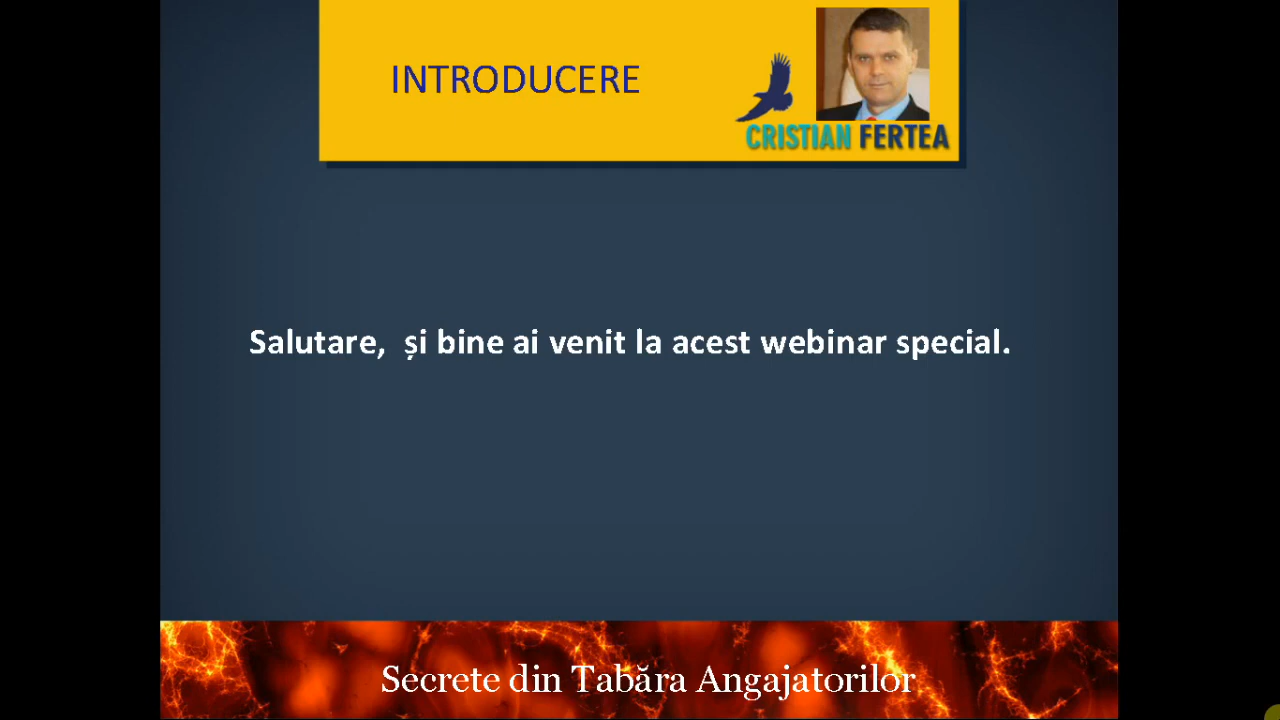 INTRODUCERE
CRISTIAN FERTEA
Salutare,  și bine ai venit la acest webinar special.
Secrete din Tabăra Angajatorilor